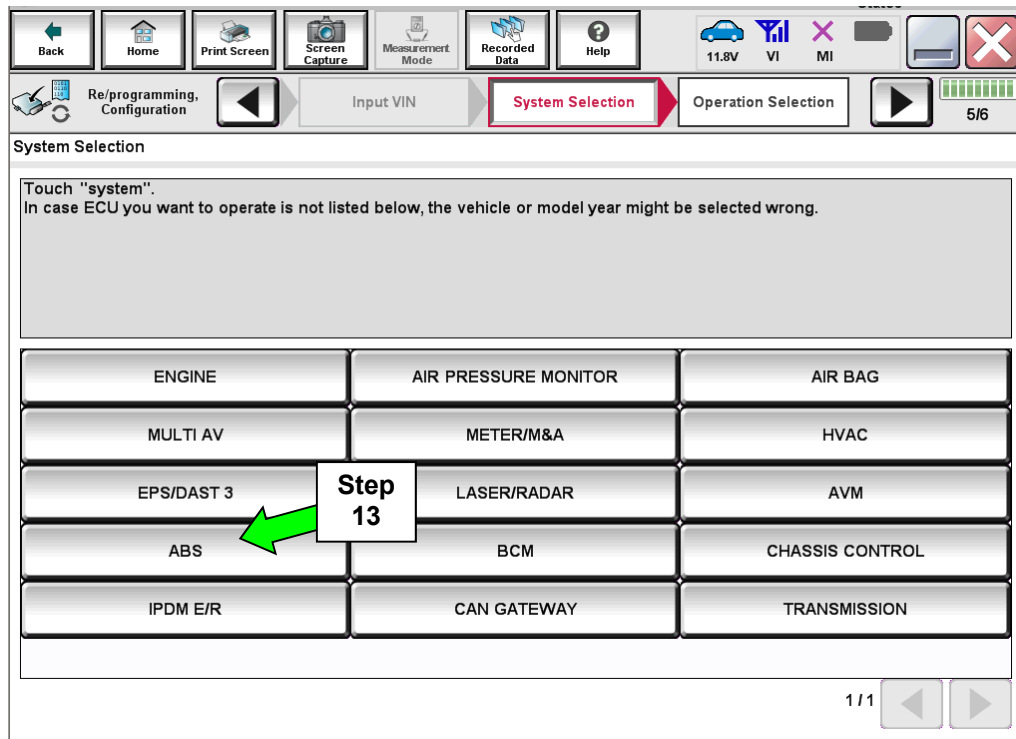 Back
Home
Print Screen
Screen
Capture
Measurement
Mode
Recorded
Data
Help
11.8V
VI
MI
Re/programming,
Configuration
Input VIN
System Selection
Operation Selection
5/6
System Selection
Touch "system".
In case ECU you want to operate is not listed below, the vehicle or model year might be selected wrong.
ENGINE
AIR PRESSURE MONITOR
AIR BAG
MULTI AV
METER/M&A
HVAC
EPS/DAST 3
Step
13
LASER/RADAR
AVM
ABS
BCM
CHASSIS CONTROL
IPDM E/R
CAN GATEWAY
TRANSMISSION
1/1